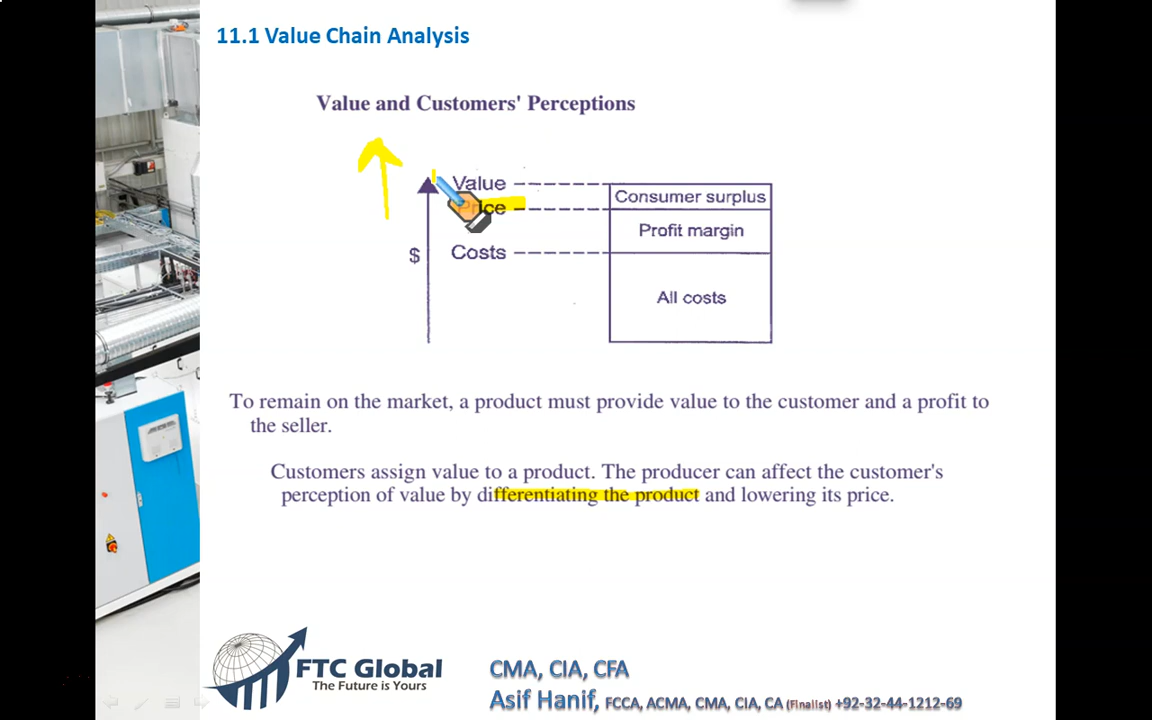 11.1 Value Chain Analysis
Value and Customers' Perceptions
Value
Price
$
Costs
Consumer surplus
Profit margin
All costs
To remain on the market, a product must provide value to the customer and a profit to
the seller.
Customers assign value to a product. The producer can affect the customer's
perception of value by differentiating the product and lowering its price.
FTC Global
The Future is Yours
CMA, CIA, CFA
Asif Hanif, FCCA, ACMA, CMA, CIA, CA (Finalist) +92-32-44-1212-69